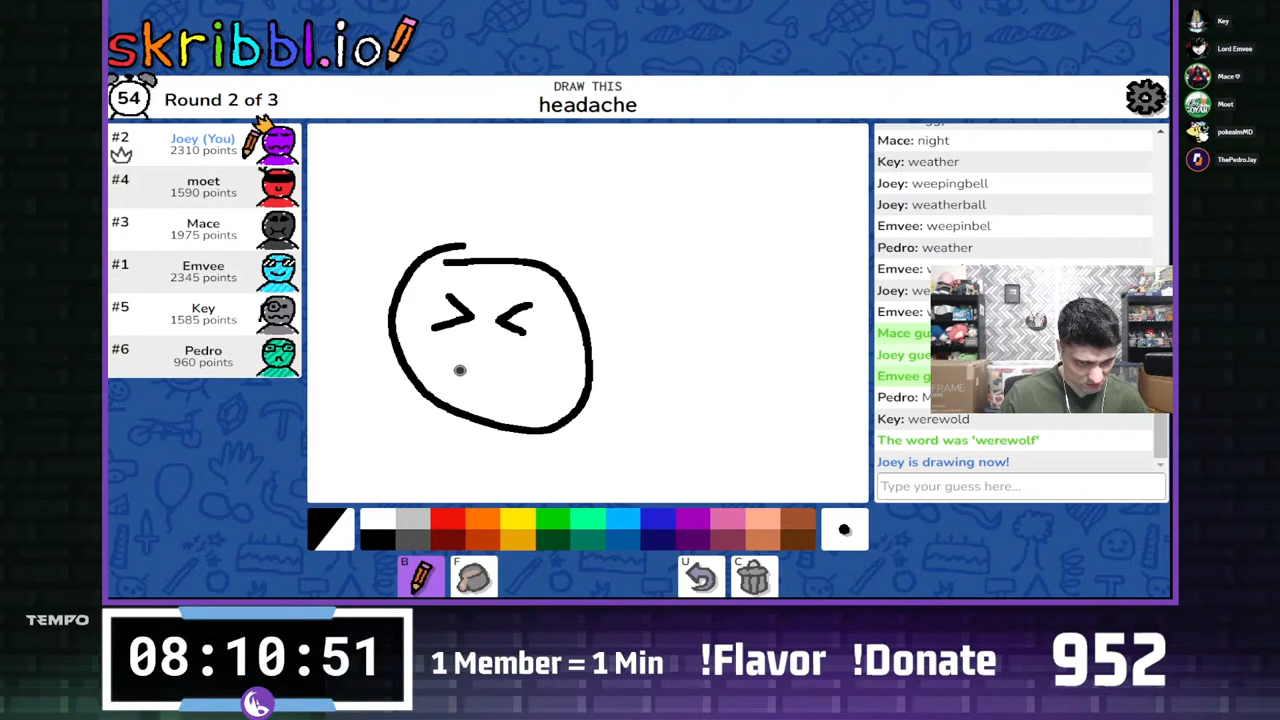 skribbl.io
54
Round 2 of 3
DRAW THIS
headache
#2
Joey (You)
2310 points
#4
moet
1590 points
#3
Mace
1975 points
#1
Emvee
2345 points
#5
Key
1585 points
#6
Pedro
960 points
Mace: night
Key: weather
Joey: weepingbell
Joey: weatherball
Emvee: weepinbel
Pedro: weather
Emvee:
Joey:
Emvee:
Mace
Joey
Emvee
Pedro:
Key: werewold
The word was 'werewolf'
Joey is drawing now!
Type your guess here...
Key
Lord Emvee
Mace
Moet
pokealmMD
ThePedroJay
B
F
U
C
TEMPO
08:10:51
1 Member = 1 Min
!Flavor
!Donate
952